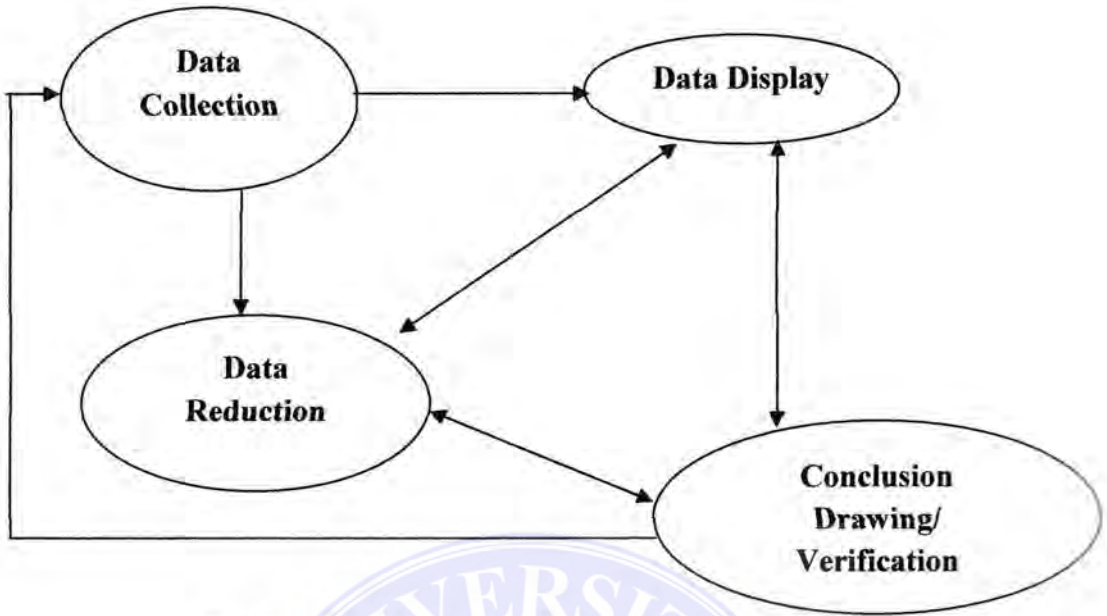 Data
Collection
Data Display
Data
Reduction
Conclusion
Drawing/
Verification